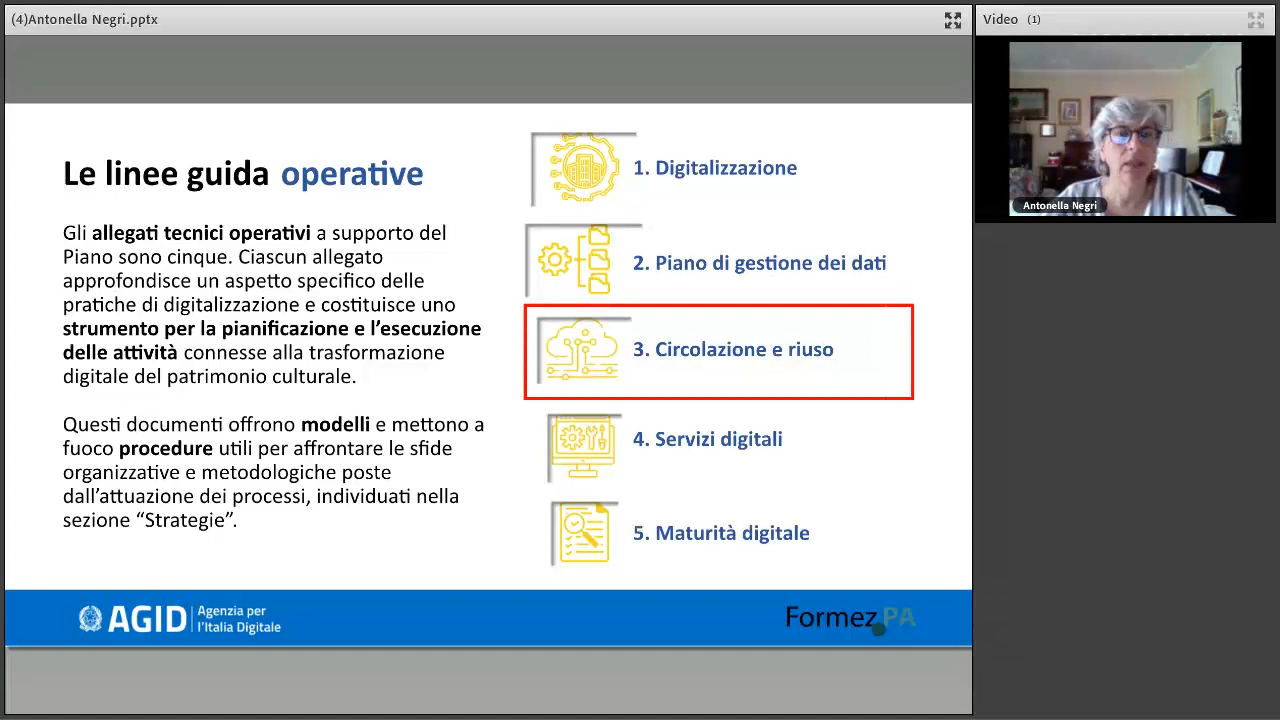 (4)Antonella Negri.pptx
Video (1)
Antonella Negri
Le linee guida operative
Gli allegati tecnici operativi a supporto del
Piano sono cinque. Ciascun allegato
approfondisce un aspetto specifico delle
pratiche di digitalizzazione e costituisce uno
strumento per la pianificazione e l’esecuzione
delle attività connesse alla trasformazione
digitale del patrimonio culturale.
Questi documenti offrono modelli e mettono a
fuoco procedure utili per affrontare le sfide
organizzative e metodologiche poste
dall’attuazione dei processi, individuati nella
sezione “Strategie”.
1. Digitalizzazione
2. Piano di gestione dei dati
3. Circolazione e riuso
4. Servizi digitali
5. Maturità digitale
AGID
Agenzia per
l’Italia Digitale
Formez PA